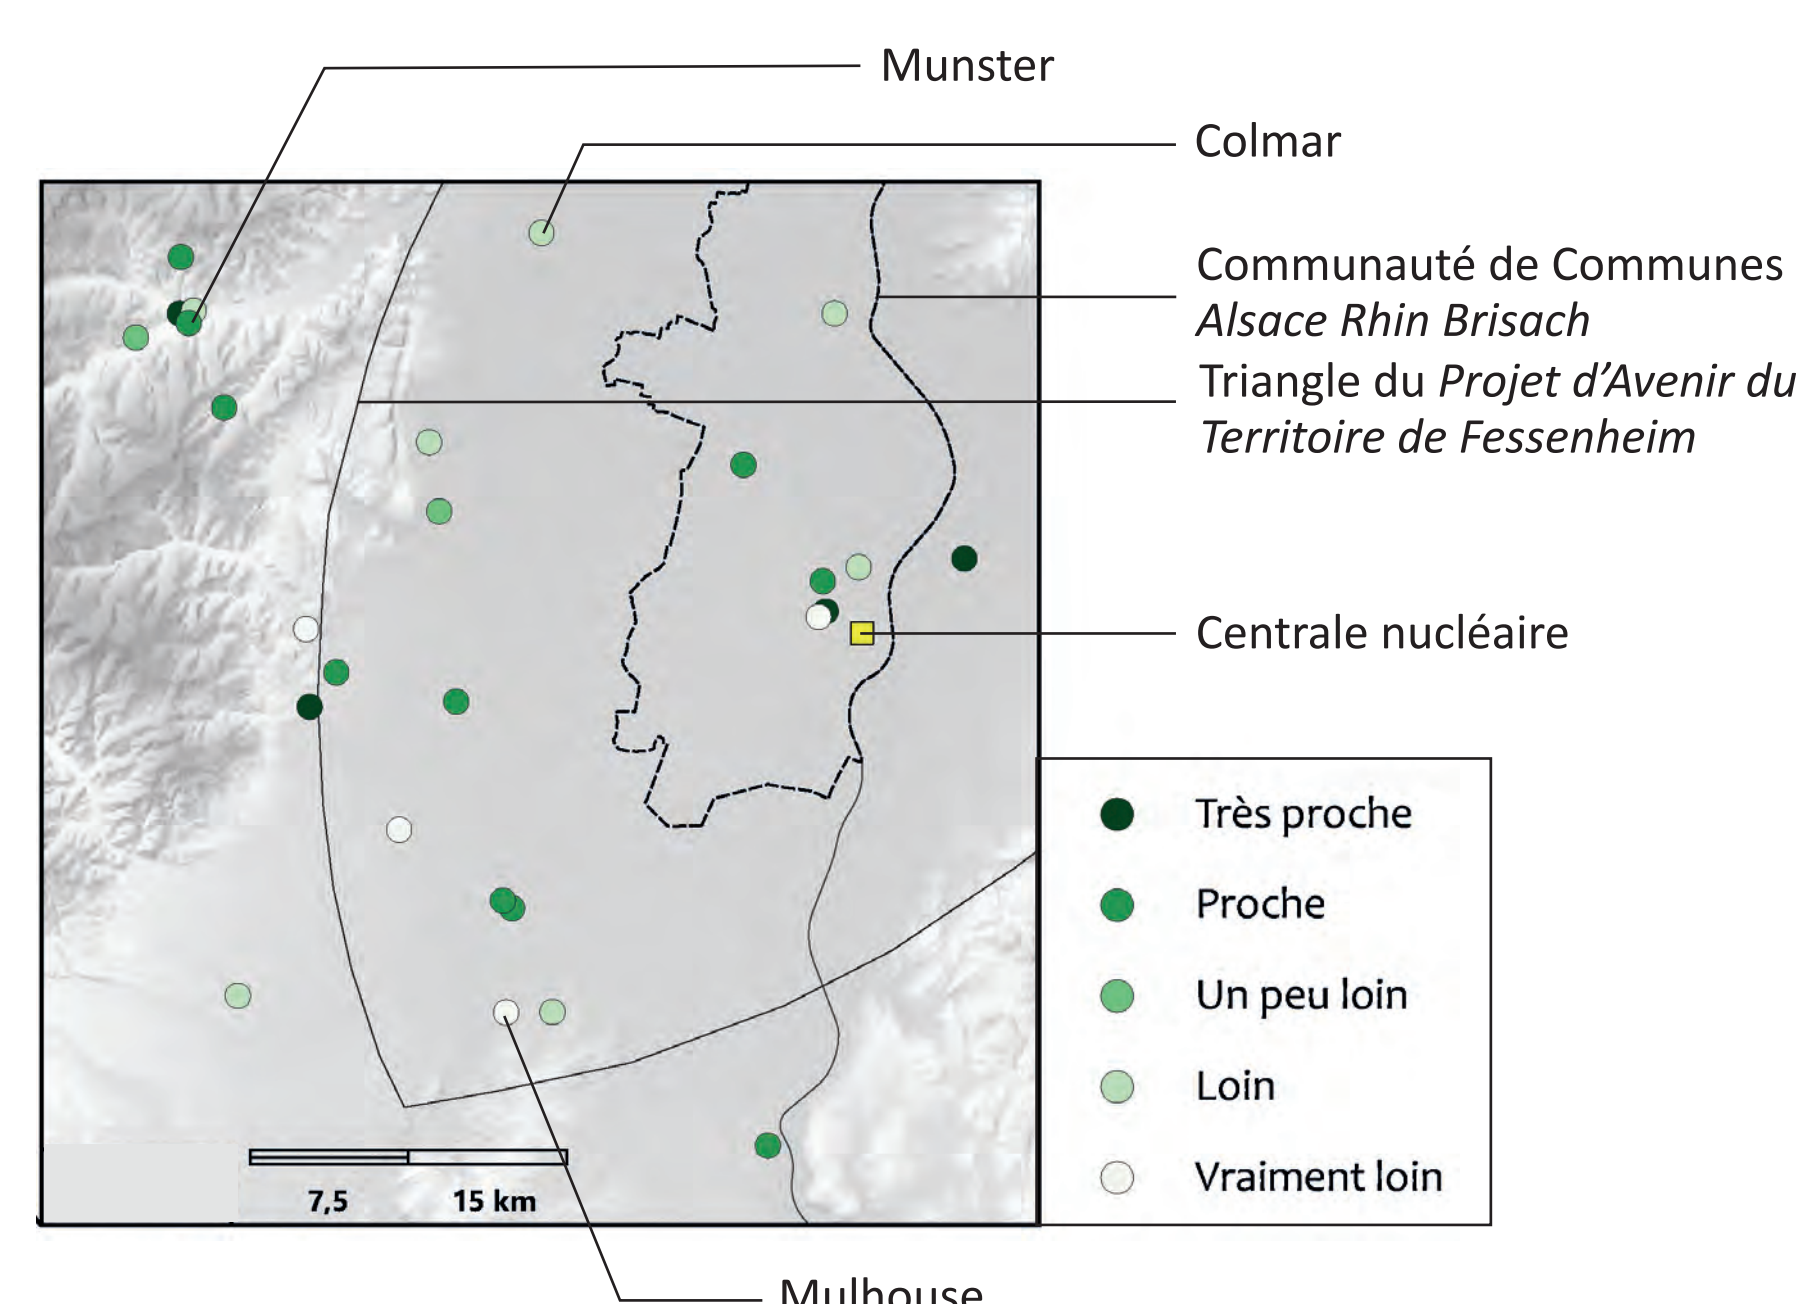 Munster
Colmar
Communauté de Communes
Alsace Rhin Brisach
Triangle du Projet d’Avenir du
Territoire de Fessenheim
Centrale nucléaire
Très proche
Proche
Un peu loin
Loin
Vraiment loin
7,5 15 km
Mulhouse